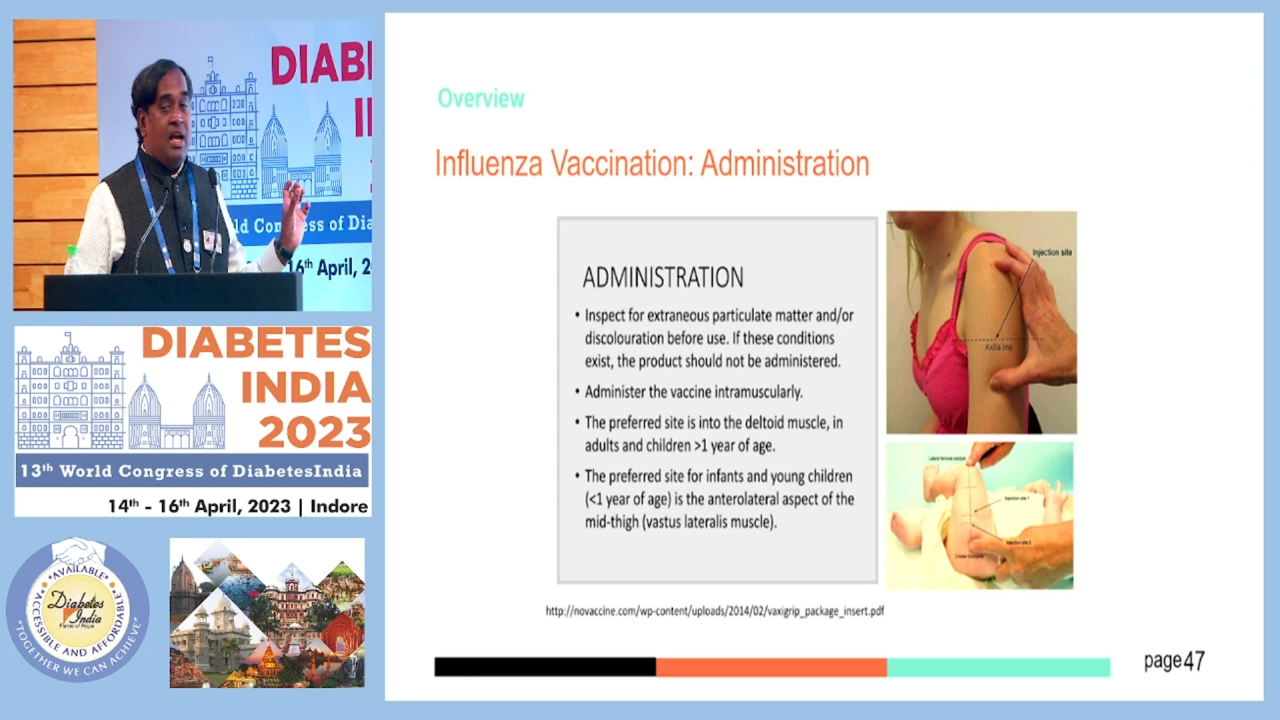 DIABE
ld Congress of Dia
16th April, 2
DIABETES
INDIA
2023
13th World Congress of DiabetesIndia
14th - 16th April, 2023 | Indore
"AVAILABLE"
"ACCESSIBLE AND AFFORDABLE"
Diabetes
India
"TOGETHER WE CAN ACHIEVE"
Overview
Influenza Vaccination: Administration
ADMINISTRATION
• Inspect for extraneous particulate matter and/or
discolouration before use. If these conditions
exist, the product should not be administered.
• Administer the vaccine intramuscularly.
• The preferred site is into the deltoid muscle, in
adults and children >1 year of age.
• The preferred site for infants and young children
(<1 year of age) is the anterolateral aspect of the
mid-thigh (vastus lateralis muscle).
Injection site
Axilla line
Injection site 1
Injection site 2
http://novaccine.com/wp-content/uploads/2014/02/vaxigrip_package_insert.pdf
page47